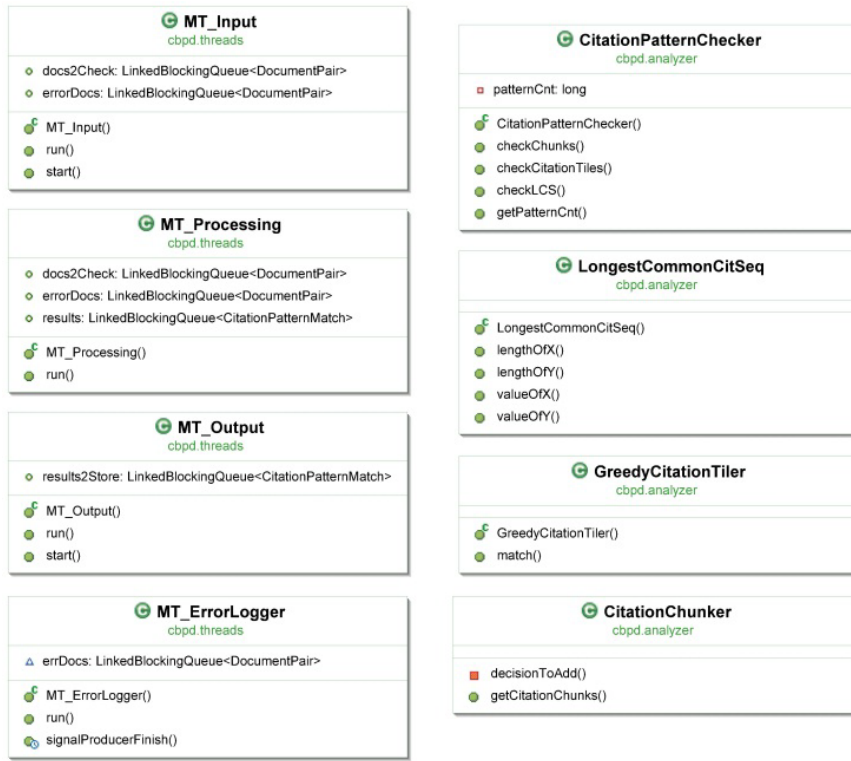 MT_Input
cbpd.threads
docs2Check: LinkedBlockingQueue<DocumentPair>
errorDocs: LinkedBlockingQueue<DocumentPair>
MT_Input()
run()
start()
MT_Processing
cbpd.threads
docs2Check: LinkedBlockingQueue<DocumentPair>
errorDocs: LinkedBlockingQueue<DocumentPair>
results: LinkedBlockingQueue<CitationPatternMatch>
MT_Processing()
run()
MT_Output
cbpd.threads
results2Store: LinkedBlockingQueue<CitationPatternMatch>
MT_Output()
run()
start()
MT_ErrorLogger
cbpd.threads
errDocs: LinkedBlockingQueue<DocumentPair>
MT_ErrorLogger()
run()
signalProducerFinish()
CitationPatternChecker
cbpd.analyzer
patternCnt: long
CitationPatternChecker()
checkChunks()
checkCitationTiles()
checkLCS()
getPatternCnt()
LongestCommonCitSeq
cbpd.analyzer
LongestCommonCitSeq()
lengthOfX()
lengthOfY()
valueOfX()
valueOfY()
GreedyCitationTiler
cbpd.analyzer
GreedyCitationTiler()
match()
CitationChunker
cbpd.analyzer
decisionToAdd()
getCitationChunks()